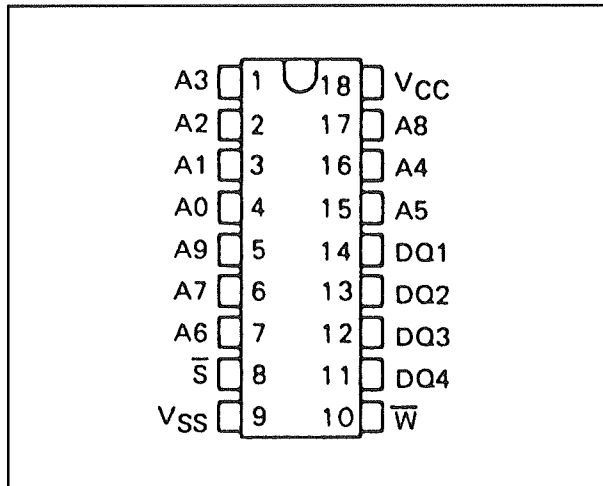 A3 1 18 VCC
A2 2 17 A8
A1 3 16 A4
A0 4 15 A5
A9 5 14 DQ1
A7 6 13 DQ2
A6 7 12 DQ3
S̅ 8 11 DQ4
VSS 9 10 W̅